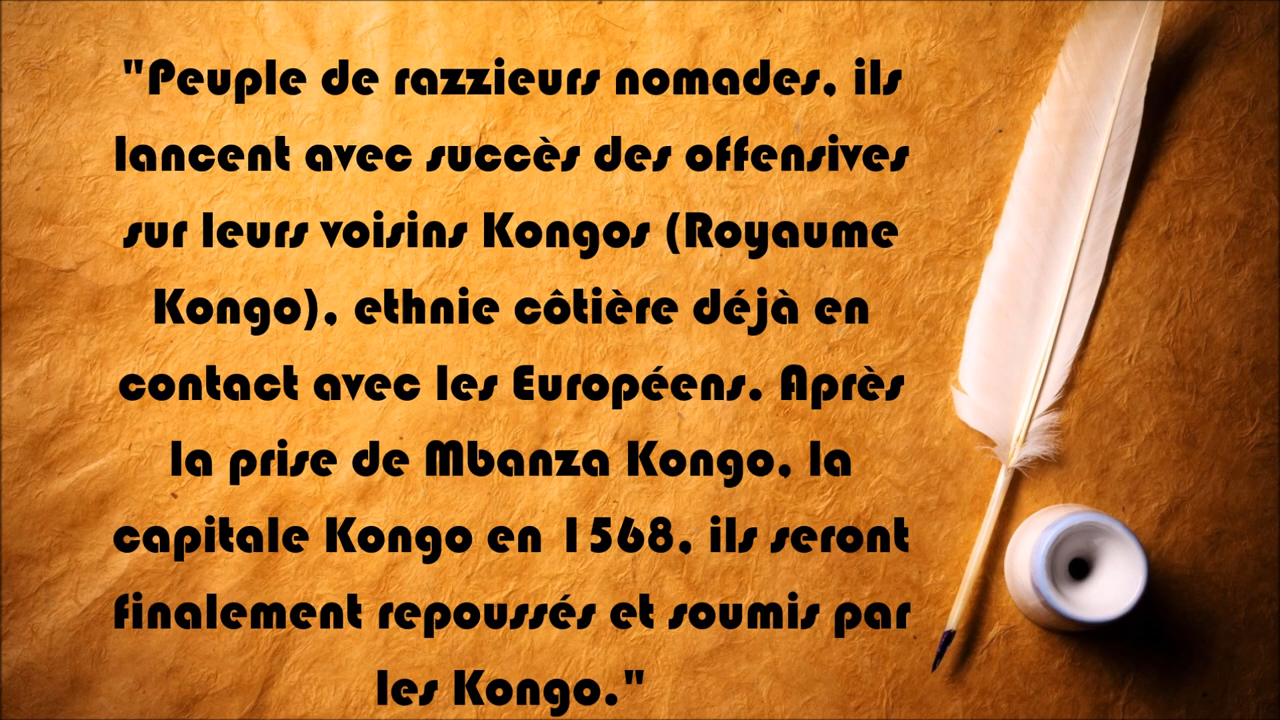 "Peuple de razzieurs nomades, ils
lancent avec succès des offensives
sur leurs voisins Kongos (Royaume
Kongo), ethnie côtière déjà en
contact avec les Européens. Après
la prise de Mbanza Kongo, la
capitale Kongo en 1568, ils seront
finalement repoussés et soumis par
les Kongo."